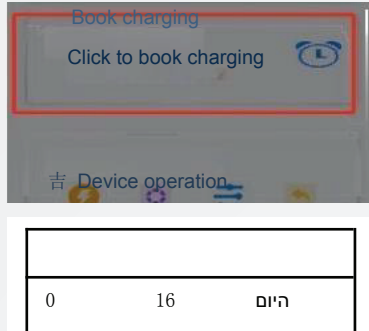 Book charging
Click to book charging
吉 Device operation
0 16 היום